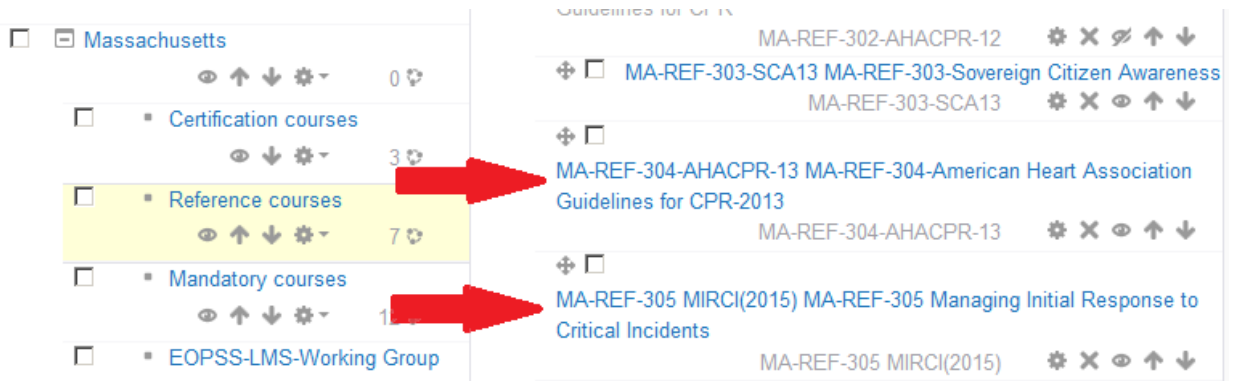 Massachusetts
0
Certification courses
3
Reference courses
7
Mandatory courses
EOPSS-LMS-Working Group
Guidelines for CPR
MA-REF-302-AHACPR-12
MA-REF-303-SCA13 MA-REF-303-Sovereign Citizen Awareness
MA-REF-303-SCA13
MA-REF-304-AHACPR-13 MA-REF-304-American Heart Association
Guidelines for CPR-2013
MA-REF-304-AHACPR-13
MA-REF-305 MIRCI(2015) MA-REF-305 Managing Initial Response to
Critical Incidents
MA-REF-305 MIRCI(2015)